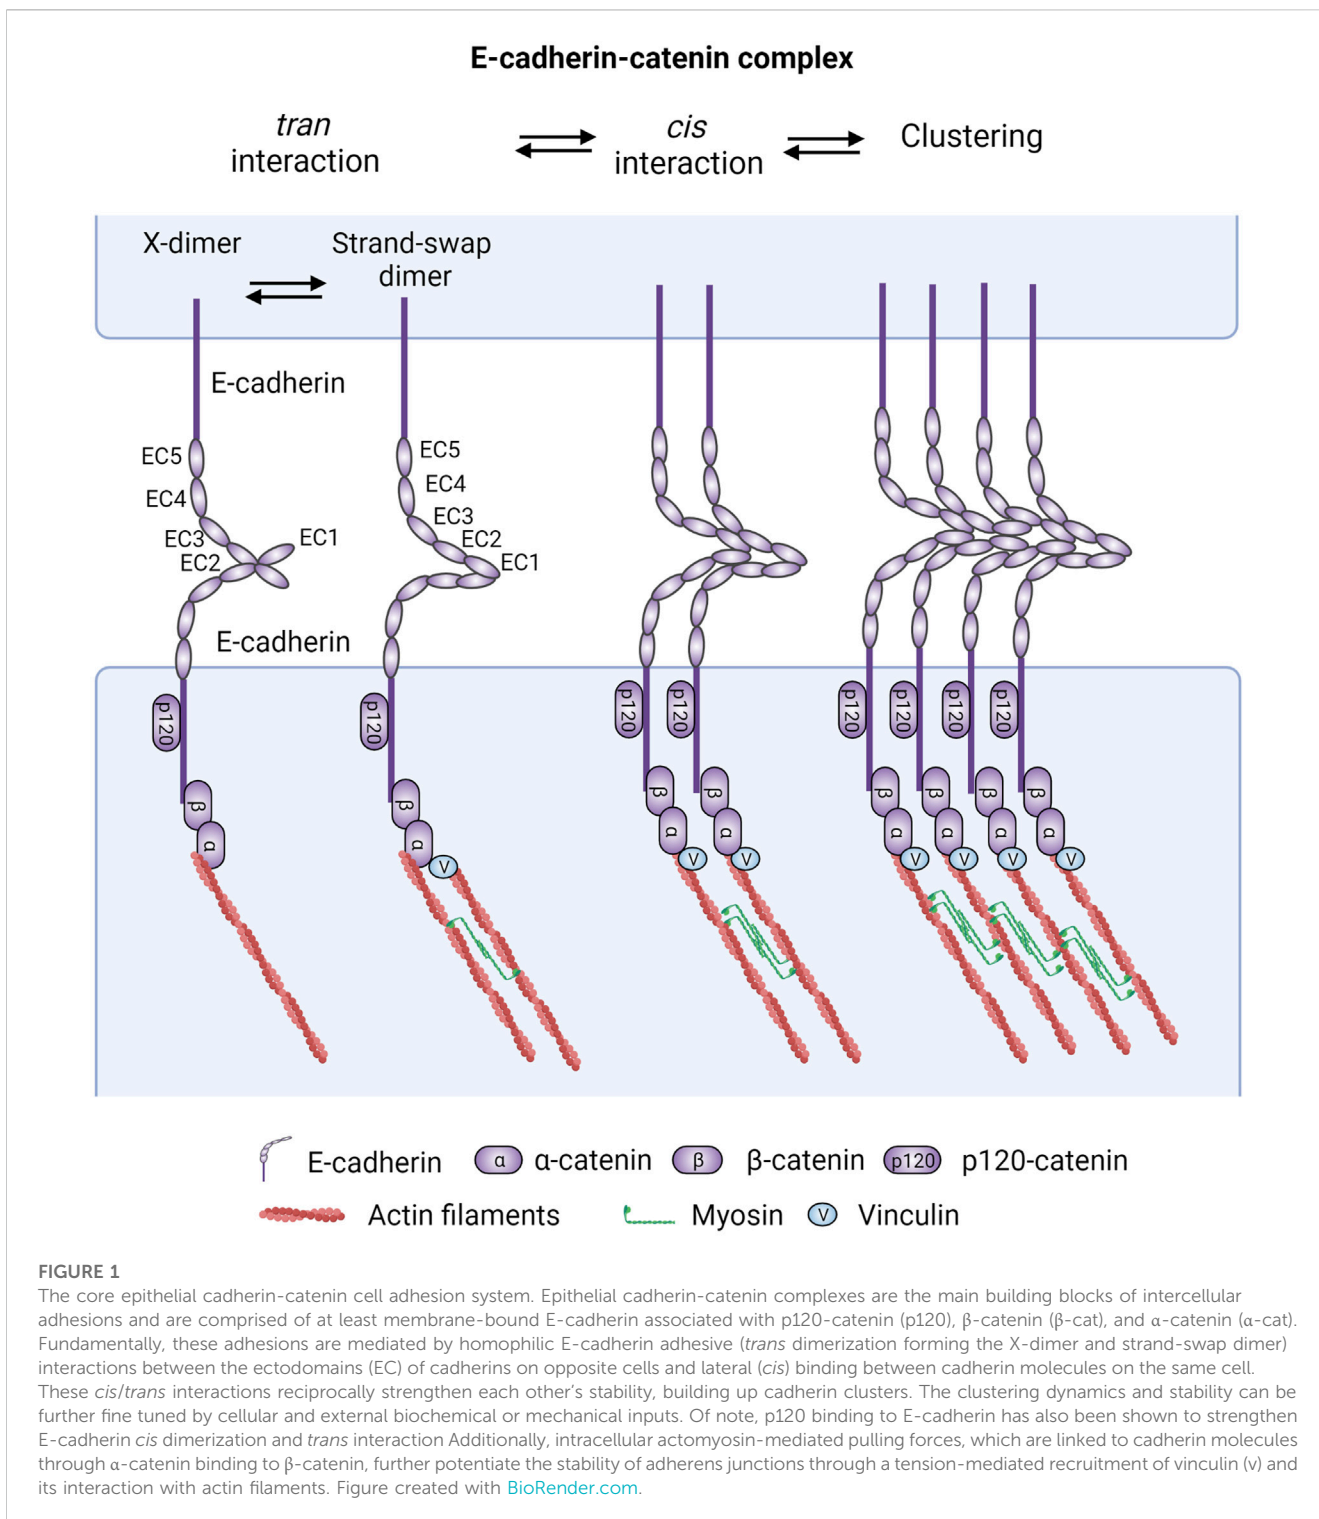 E-cadherin-catenin complex
tran
interaction
cis
interaction
Clustering
X-dimer
Strand-swap
dimer
E-cadherin
EC5
EC4
EC3
EC2
EC1
E-cadherin
EC5
EC4
EC3
EC2
EC1
p120
p120
p120
p120
p120
p120
p120
p120
β
β
β
β
β
β
β
β
α
α
α
α
α
α
α
α
V
V
V
V
V
V
V
E-cadherin
α
α-catenin
β
β-catenin
p120
p120-catenin
Actin filaments
Myosin
V
Vinculin
FIGURE 1
The core epithelial cadherin-catenin cell adhesion system. Epithelial cadherin-catenin complexes are the main building blocks of intercellular
adhesions and are comprised of at least membrane-bound E-cadherin associated with p120-catenin (p120), β-catenin (β-cat), and α-catenin (α-cat).
Fundamentally, these adhesions are mediated by homophilic E-cadherin adhesive (trans dimerization forming the X-dimer and strand-swap dimer)
interactions between the ectodomains (EC) of cadherins on opposite cells and lateral (cis) binding between cadherin molecules on the same cell.
These cis/trans interactions reciprocally strengthen each other's stability, building up cadherin clusters. The clustering dynamics and stability can be
further fine tuned by cellular and external biochemical or mechanical inputs. Of note, p120 binding to E-cadherin has also been shown to strengthen
E-cadherin cis dimerization and trans interaction Additionally, intracellular actomyosin-mediated pulling forces, which are linked to cadherin molecules
through α-catenin binding to β-catenin, further potentiate the stability of adherens junctions through a tension-mediated recruitment of vinculin (v) and
its interaction with actin filaments. Figure created with BioRender.com.